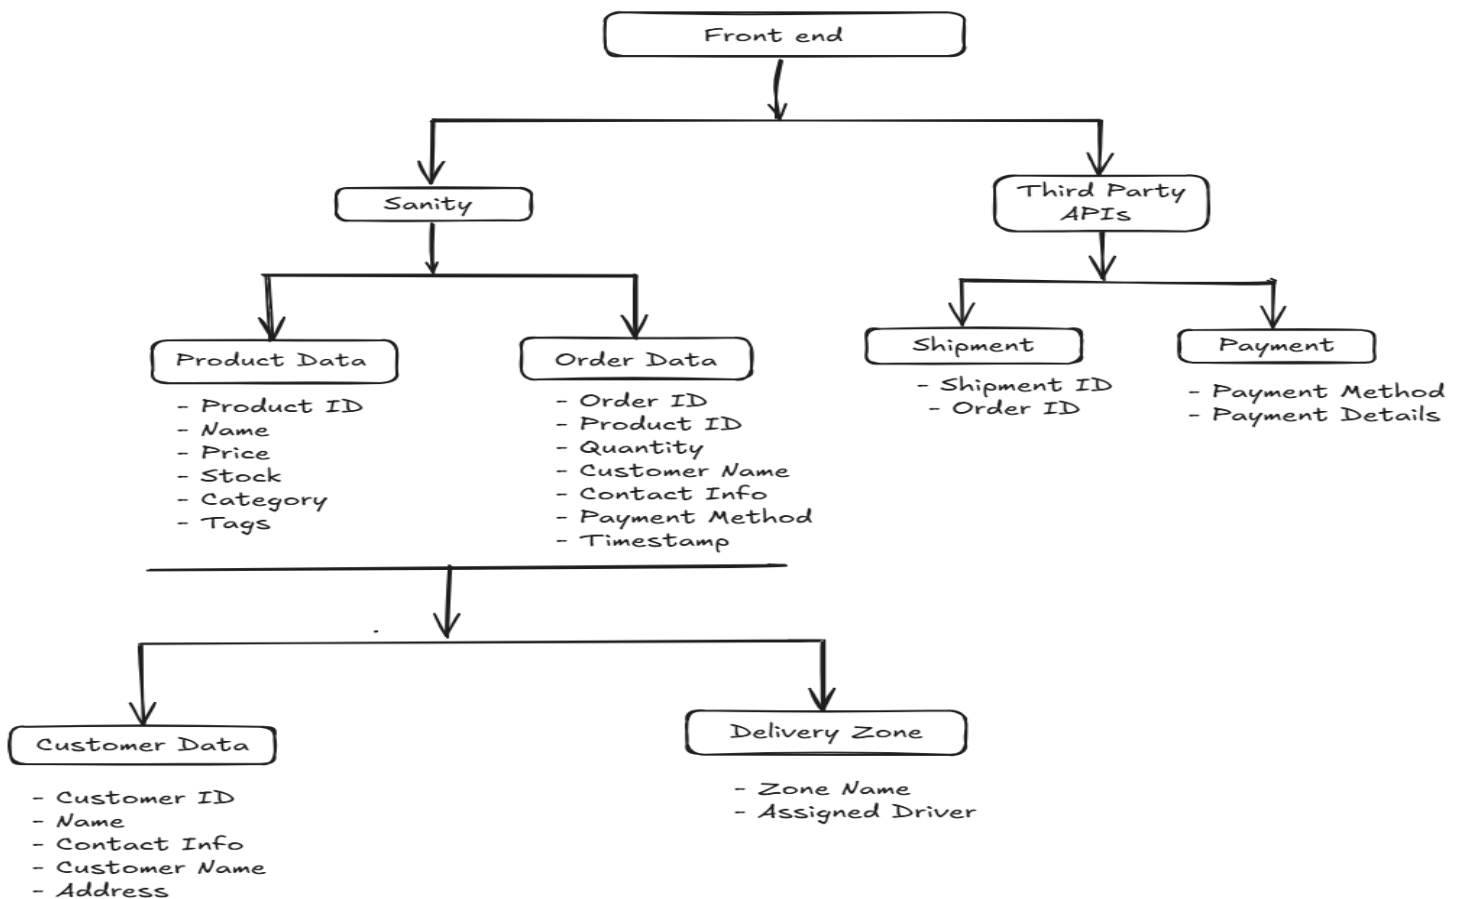 Front end
Sanity
Third Party
APIs
Product Data
- Product ID
- Name
- Price
- Stock
- Category
- Tags
Order Data
- Order ID
- Product ID
- Quantity
- Customer Name
- Contact Info
- Payment Method
- Timestamp
Shipment
- Shipment ID
- Order ID
Payment
- Payment Method
- Payment Details
Customer Data
- Customer ID
- Name
- Contact Info
- Customer Name
- Address
Delivery Zone
- Zone Name
- Assigned Driver